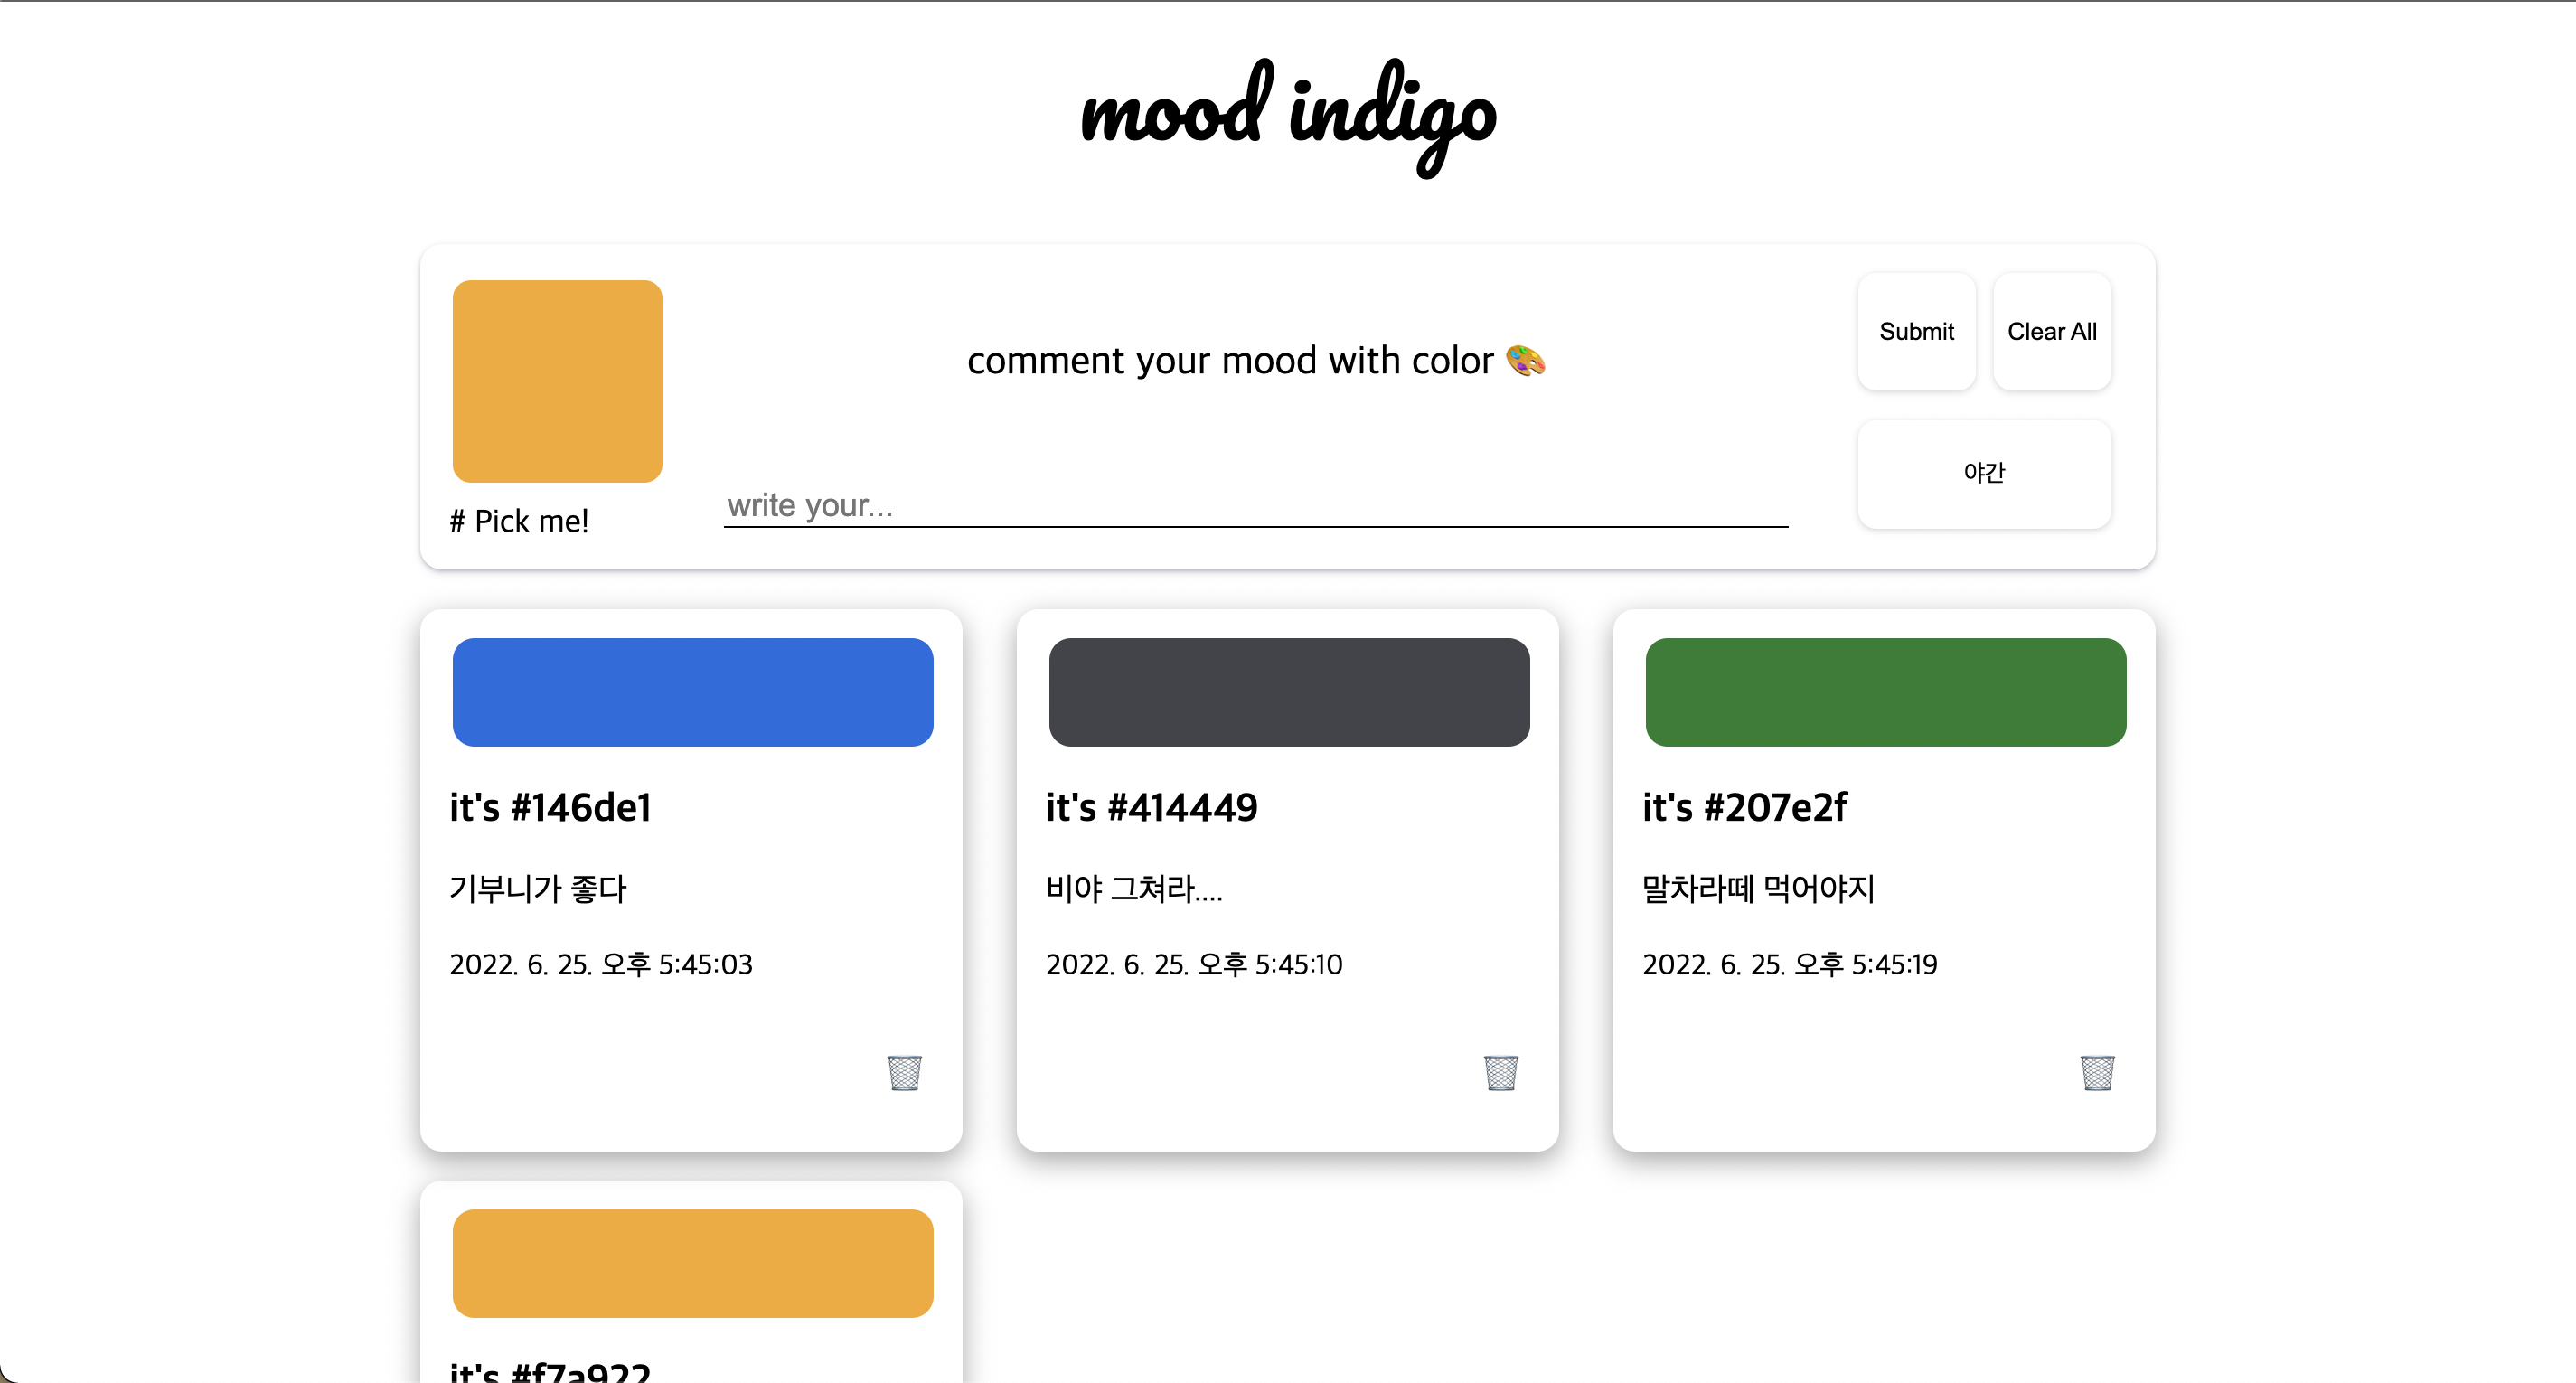 mood indigo
comment your mood with color 🎨
Submit
Clear All
야간
# Pick me!
write your...
it's #146de1
기부니가 좋다
2022. 6. 25. 오후 5:45:03
it's #414449
비야 그쳐라....
2022. 6. 25. 오후 5:45:10
it's #207e2f
말차라떼 먹어야지
2022. 6. 25. 오후 5:45:19
it's #f7a922